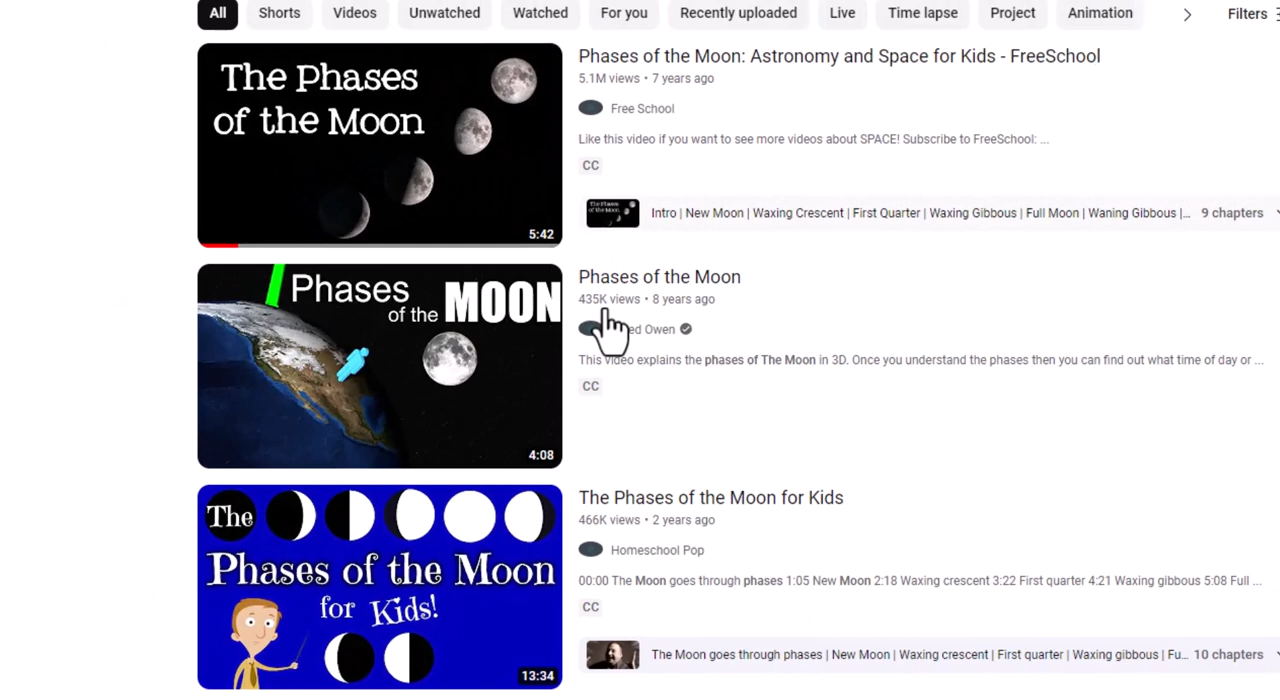 All Shorts Videos Unwatched Watched For you Recently uploaded Live Time lapse Project Animation Filters
The Phases
of the Moon
5:42
Phases of the Moon: Astronomy and Space for Kids - FreeSchool
5.1M views • 7 years ago
Free School
Like this video if you want to see more videos about SPACE! Subscribe to FreeSchool: ...
CC
The Phases
of the Moon
Intro | New Moon | Waxing Crescent | First Quarter | Waxing Gibbous | Full Moon | Waning Gibbous |... 9 chapters
Phases
of the MOON
4:08
Phases of the Moon
435K views • 8 years ago
ed Owen
This video explains the phases of The Moon in 3D. Once you understand the phases then you can find out what time of day or ...
CC
The
Phases of the Moon
for Kids!
13:34
The Phases of the Moon for Kids
466K views • 2 years ago
Homeschool Pop
00:00 The Moon goes through phases 1:05 New Moon 2:18 Waxing crescent 3:22 First quarter 4:21 Waxing gibbous 5:08 Full ...
CC
The Moon goes through phases | New Moon | Waxing crescent | First quarter | Waxing gibbous | Fu... 10 chapters